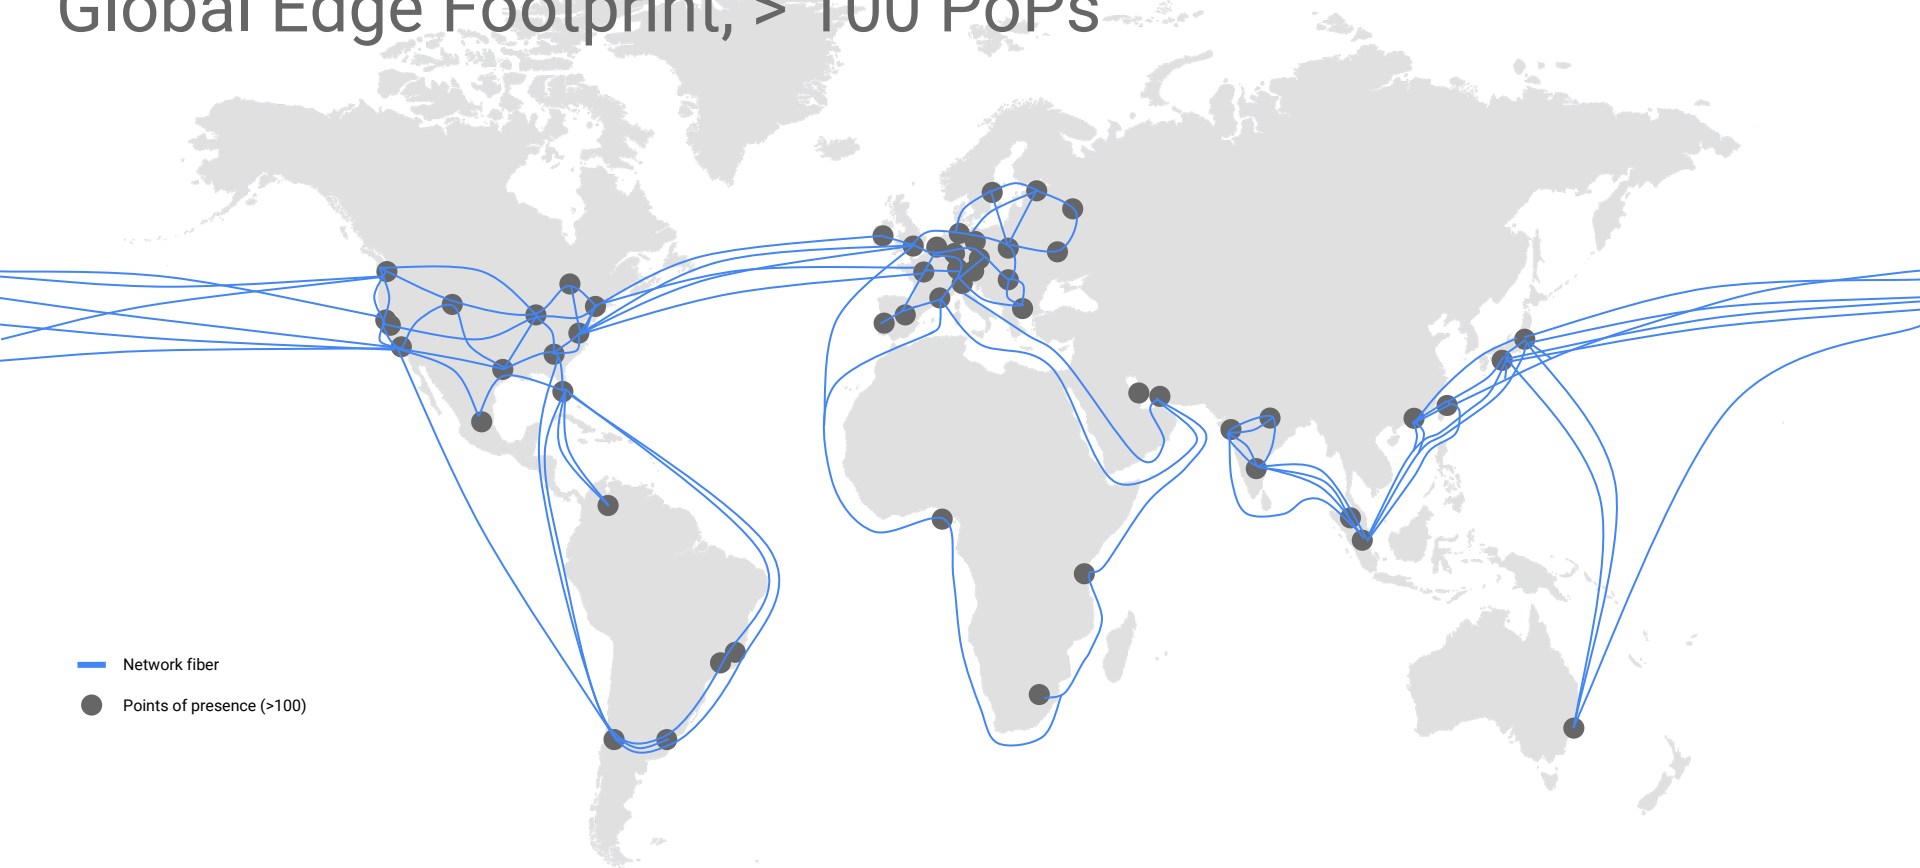 Global Edge Footprint, > 100 PoPs
Network fiber
Points of presence (>100)